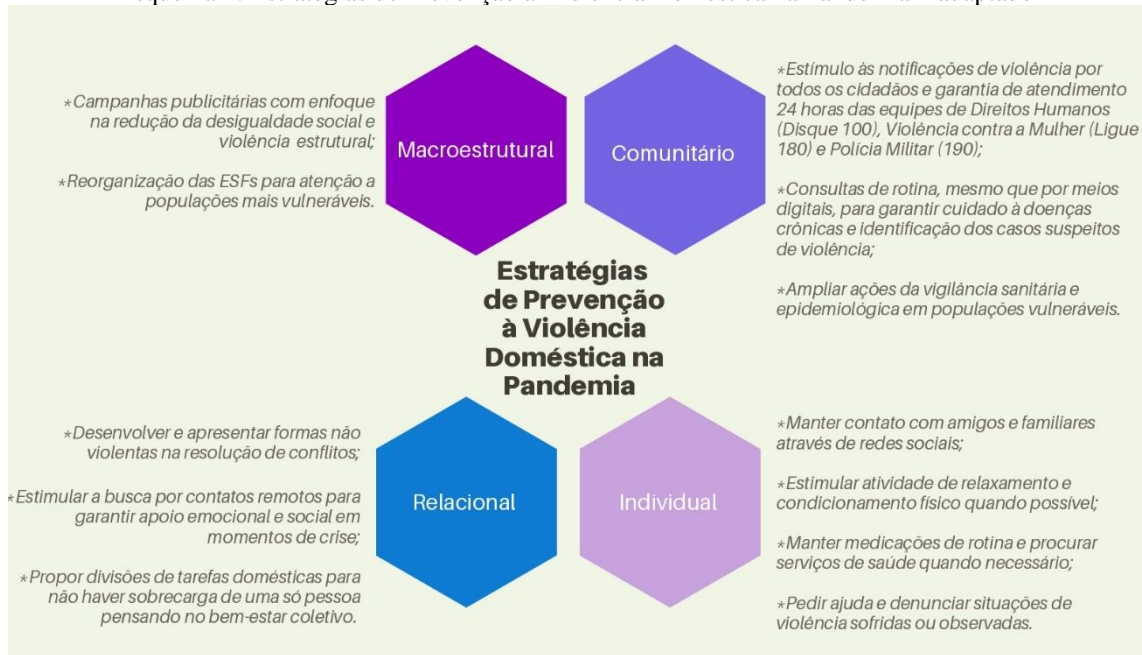 *Campanhas publicitárias com enfoque
na redução da desigualdade social e
violência estrutural;
*Reorganização das ESFs para atenção a
populações mais vulneráveis.
Macroestrutural
Comunitário
*Estímulo às notificações de violência por
todos os cidadãos e garantia de atendimento
24 horas das equipes de Direitos Humanos
(Disque 100), Violência contra a Mulher (Ligue
180) e Polícia Militar (190);
*Consultas de rotina, mesmo que por meios
digitais, para garantir cuidado à doenças
crônicas e identificação dos casos suspeitos
de violência;
*Ampliar ações da vigilância sanitária e
epidemiológica em populações vulneráveis.
Estratégias
de Prevenção
à Violência
Doméstica na
Pandemia
*Desenvolver e apresentar formas não
violentas na resolução de conflitos;
*Estimular a busca por contatos remotos para
garantir apoio emocional e social em
momentos de crise;
*Propor divisões de tarefas domésticas para
não haver sobrecarga de uma só pessoa
pensando no bem-estar coletivo.
Relacional
Individual
*Manter contato com amigos e familiares
através de redes sociais;
*Estimular atividade de relaxamento e
condicionamento físico quando possível;
*Manter medicações de rotina e procurar
serviços de saúde quando necessário;
*Pedir ajuda e denunciar situações de
violência sofridas ou observadas.